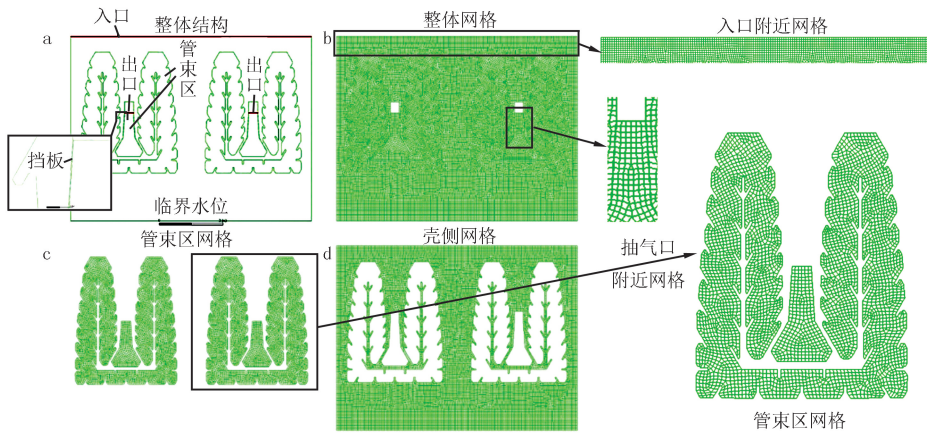 入口
整体结构
a
出口
管束区
出口
挡板
临界水位
整体网格
b
入口附近网格
管束区网格
c
壳侧网格
d
抽气口
附近网格
管束区网格